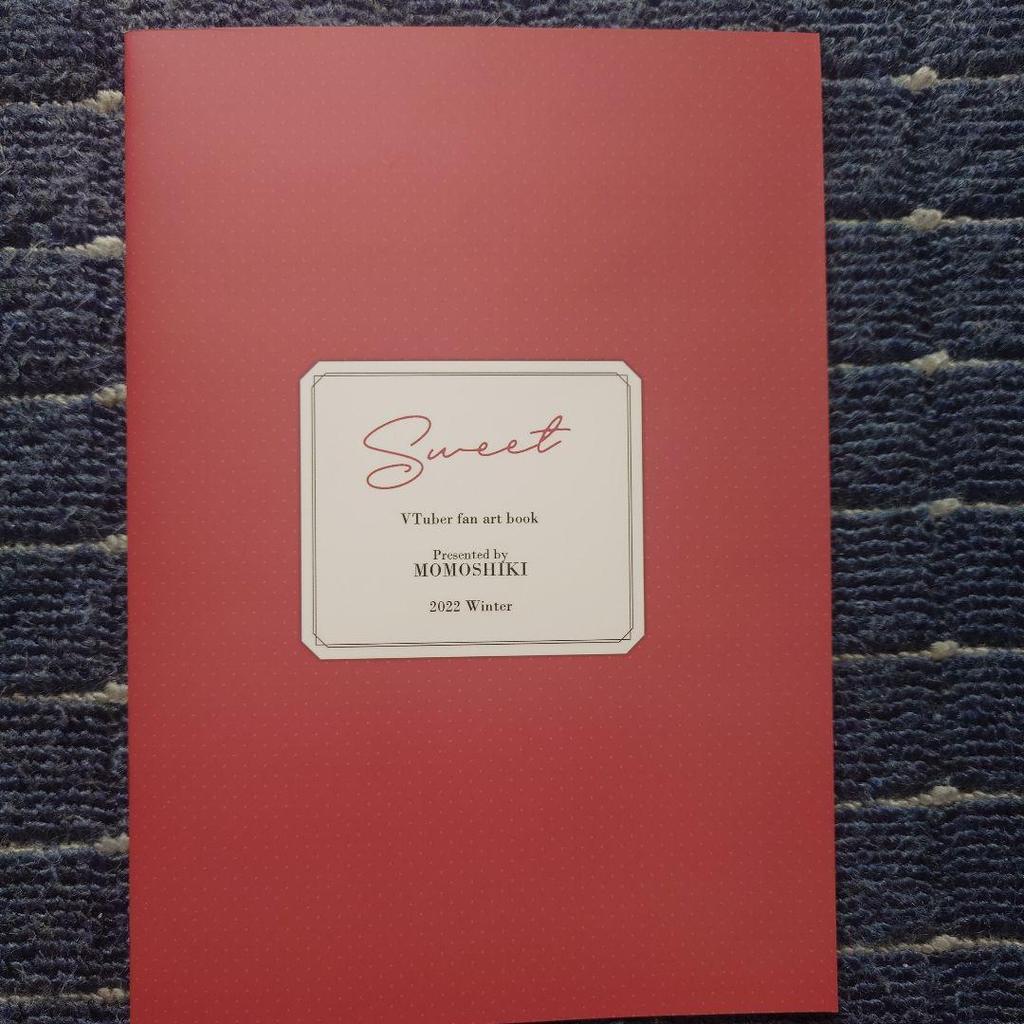 Sweet
VTuber fan art book
Presented by
MOMOSHIKI
2022 Winter